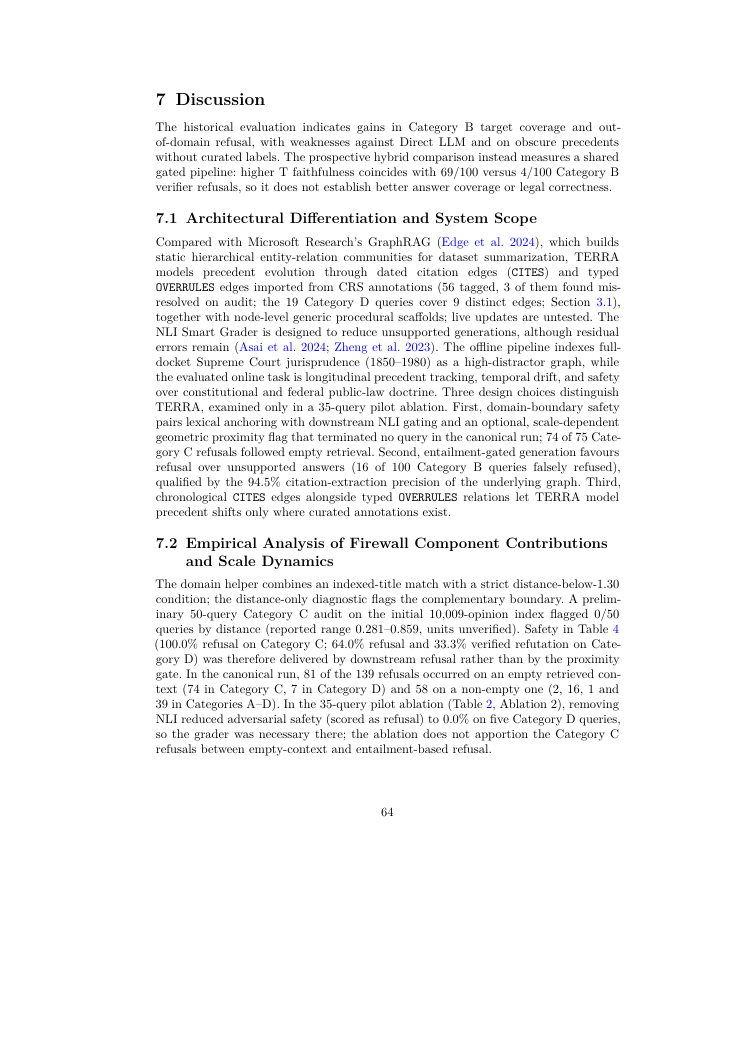 7 Discussion
The historical evaluation indicates gains in Category B target coverage and out-
of-domain refusal, with weaknesses against Direct LLM and on obscure precedents
without curated labels. The prospective hybrid comparison instead measures a shared
gated pipeline: higher T faithfulness coincides with 69/100 versus 4/100 Category B
verifier refusals, so it does not establish better answer coverage or legal correctness.
7.1 Architectural Differentiation and System Scope
Compared with Microsoft Research's GraphRAG (Edge et al. 2024), which builds
static hierarchical entity-relation communities for dataset summarization, TERRA
models precedent evolution through dated citation edges (CITES) and typed
OVERRULES edges imported from CRS annotations (56 tagged, 3 of them found mis-
resolved on audit; the 19 Category D queries cover 9 distinct edges; Section 3.1),
together with node-level generic procedural scaffolds; live updates are untested. The
NLI Smart Grader is designed to reduce unsupported generations, although residual
errors remain (Asai et al. 2024; Zheng et al. 2023). The offline pipeline indexes full-
docket Supreme Court jurisprudence (1850–1980) as a high-distractor graph, while
the evaluated online task is longitudinal precedent tracking, temporal drift, and safety
over constitutional and federal public-law doctrine. Three design choices distinguish
TERRA, examined only in a 35-query pilot ablation. First, domain-boundary safety
pairs lexical anchoring with downstream NLI gating and an optional, scale-dependent
geometric proximity flag that terminated no query in the canonical run; 74 of 75 Cate-
gory C refusals followed empty retrieval. Second, entailment-gated generation favours
refusal over unsupported answers (16 of 100 Category B queries falsely refused),
qualified by the 94.5% citation-extraction precision of the underlying graph. Third,
chronological CITES edges alongside typed OVERRULES relations let TERRA model
precedent shifts only where curated annotations exist.
7.2 Empirical Analysis of Firewall Component Contributions
and Scale Dynamics
The domain helper combines an indexed-title match with a strict distance-below-1.30
condition; the distance-only diagnostic flags the complementary boundary. A prelim-
inary 50-query Category C audit on the initial 10,009-opinion index flagged 0/50
queries by distance (reported range 0.281–0.859, units unverified). Safety in Table 4
(100.0% refusal on Category C; 64.0% refusal and 33.3% verified refutation on Cate-
gory D) was therefore delivered by downstream refusal rather than by the proximity
gate. In the canonical run, 81 of the 139 refusals occurred on an empty retrieved con-
text (74 in Category C, 7 in Category D) and 58 on a non-empty one (2, 16, 1 and
39 in Categories A–D). In the 35-query pilot ablation (Table 2, Ablation 2), removing
NLI reduced adversarial safety (scored as refusal) to 0.0% on five Category D queries,
so the grader was necessary there; the ablation does not apportion the Category C
refusals between empty-context and entailment-based refusal.
64